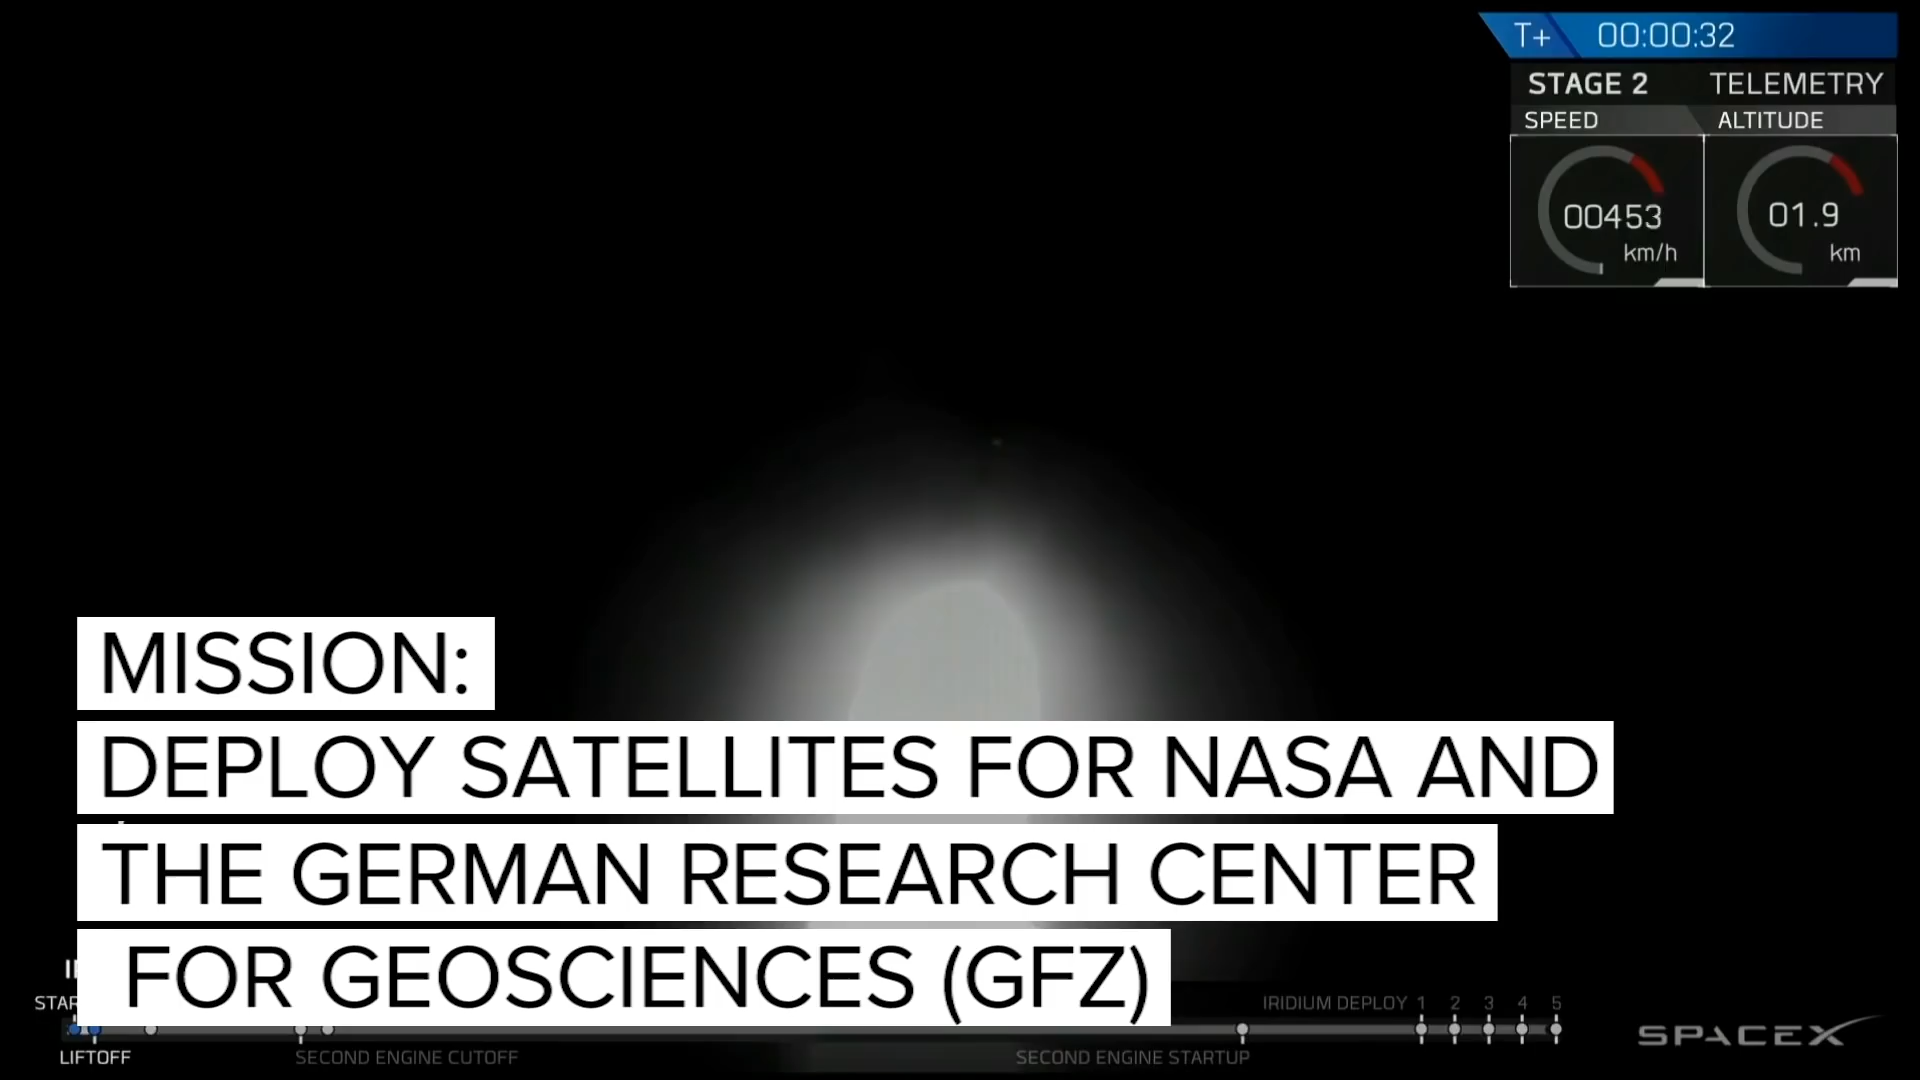 T+ 00:00:32
STAGE 2 TELEMETRY
SPEED ALTITUDE
00453 01.9
km/h km
MISSION:
DEPLOY SATELLITES FOR NASA AND
THE GERMAN RESEARCH CENTER
FOR GEOSCIENCES (GFZ)
IRIDIUM DEPLOY 1 2 3 4 5
LIFTOFF SECOND ENGINE CUTOFF SECOND ENGINE STARTUP
SPACEX